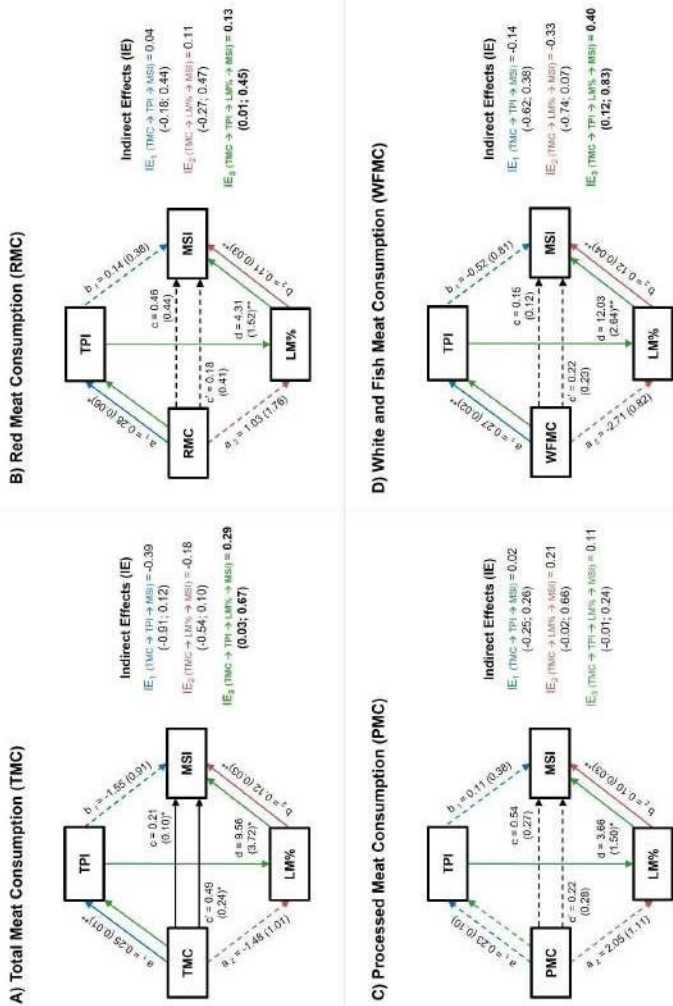 A) Total Meat Consumption (TMC)
TPI
TMC
MSI
LM%
a₁ = 0.25 (0.01)**
b₁ = -1.55 (0.91)
c = 0.21
(0.10)*
c' = 0.49
(0.24)*
d = 9.56
(3.72)*
a₂ = -1.48 (1.01)
b₂ = 0.12 (0.03)**
Indirect Effects (IE)
IE₁ (TMC → TPI → MSI) = -0.39
(-0.91; 0.12)
IE₂ (TMC → LM% → MSI) = -0.18
(-0.54; 0.10)
IE₃ (TMC → TPI → LM% → MSI) = 0.29
(0.03; 0.67)
B) Red Meat Consumption (RMC)
TPI
RMC
MSI
LM%
a₁ = 0.28 (0.06)*
b₁ = 0.14 (0.38)
c = 0.46
(0.44)
c' = 0.18
(0.41)
d = 4.31
(1.52)**
a₂ = 1.03 (1.76)
b₂ = 0.11 (0.03)**
Indirect Effects (IE)
IE₁ (TMC → TPI → MSI) = 0.04
(-0.18; 0.44)
IE₂ (TMC → LM% → MSI) = 0.11
(-0.27; 0.47)
IE₃ (TMC → TPI → LM% → MSI) = 0.13
(0.01; 0.45)
C) Processed Meat Consumption (PMC)
TPI
PMC
MSI
LM%
a₁ = 0.23 (0.10)
b₁ = 0.11 (0.38)
c = 0.54
(0.27)
c' = 0.22
(0.28)
d = 3.66
(1.50)*
a₂ = 2.05 (1.11)
b₂ = 0.10 (0.03)**
Indirect Effects (IE)
IE₁ (TMC → TPI → MSI) = 0.02
(-0.25; 0.26)
IE₂ (TMC → LM% → MSI) = 0.21
(-0.02; 0.66)
IE₃ (TMC → TPI → LM% → MSI) = 0.11
(-0.01; 0.24)
D) White and Fish Meat Consumption (WFMC)
TPI
WFMC
MSI
LM%
a₁ = 0.27 (0.02)**
b₁ = -0.52 (0.81)
c = 0.15
(0.12)
c' = 0.22
(0.23)
d = 12.03
(2.64)**
a₂ = -2.71 (0.82)
b₂ = 0.12 (0.04)**
Indirect Effects (IE)
IE₁ (TMC → TPI → MSI) = -0.14
(-0.62; 0.38)
IE₂ (TMC → LM% → MSI) = -0.33
(-0.74; 0.07)
IE₃ (TMC → TPI → LM% → MSI) = 0.40
(0.12; 0.83)